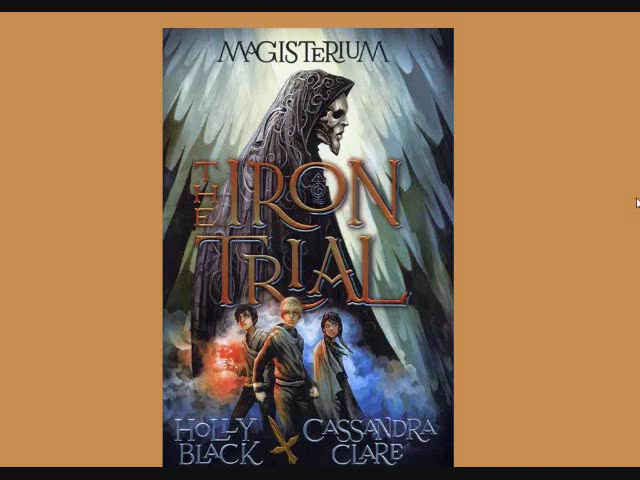 MAGISTERIUM
THE IRON
TRIAL
HOLLY BLACK
CASSANDRA CLARE